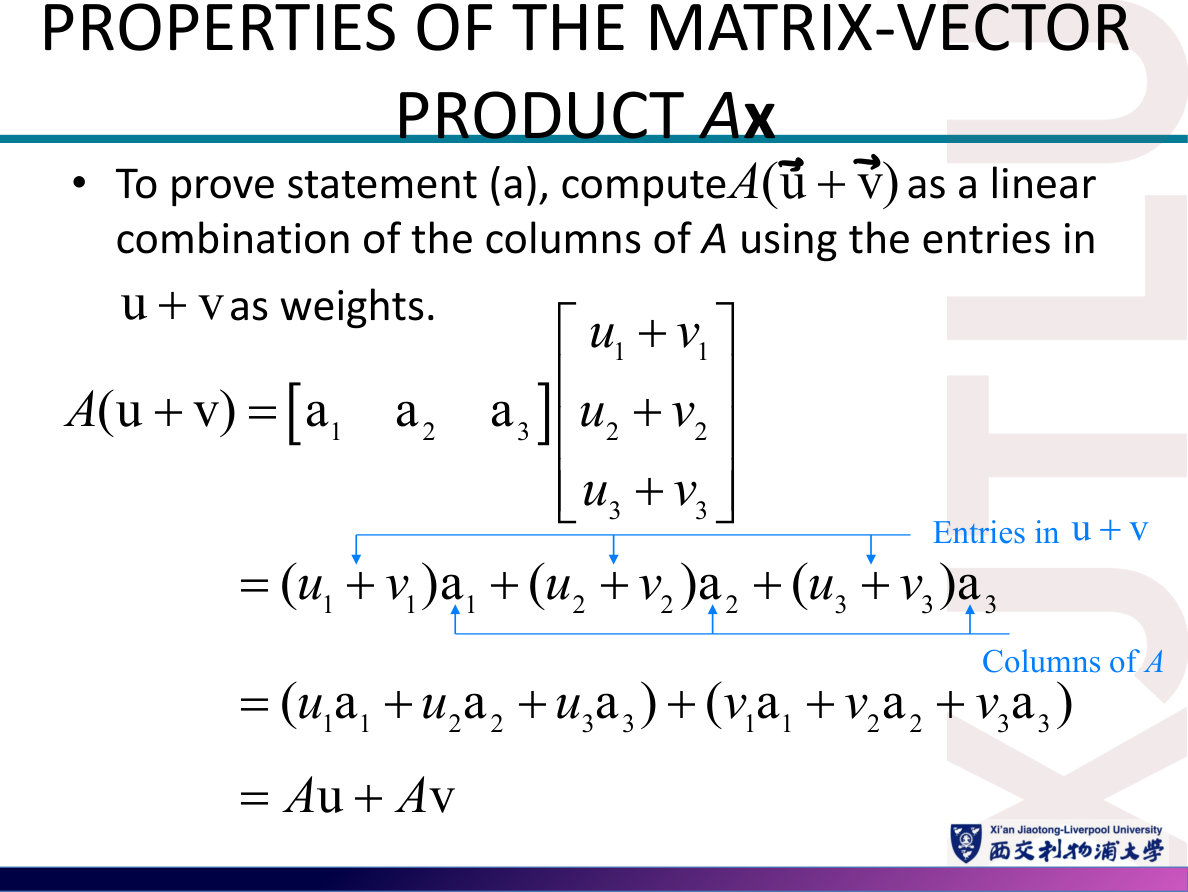 PROPERTIES OF THE MATRIX-VECTOR
PRODUCT Ax
• To prove statement (a), compute A(u⃗ + v⃗) as a linear
combination of the columns of A using the entries in
u + v as weights.
A(u + v) = [a₁ a₂ a₃] [u₁ + v₁
u₂ + v₂
u₃ + v₃]
Entries in u + v
= (u₁ + v₁)a₁ + (u₂ + v₂)a₂ + (u₃ + v₃)a₃
Columns of A
= (u₁a₁ + u₂a₂ + u₃a₃) + (v₁a₁ + v₂a₂ + v₃a₃)
= Au + Av
Xi'an Jiaotong-Liverpool University
西交利物浦大学
XJTLU